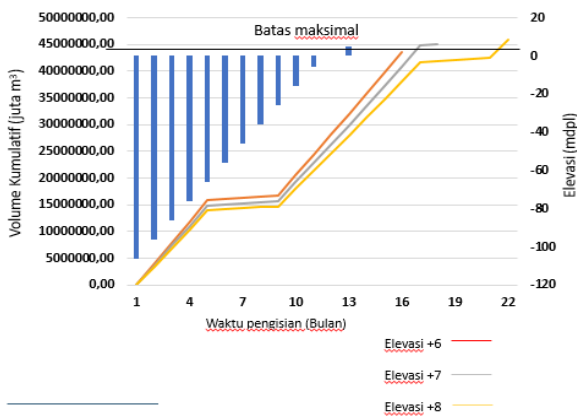 Batas maksimal
Volume Kumulatif (juta m³)
50000000,00
45000000,00
40000000,00
35000000,00
30000000,00
25000000,00
20000000,00
15000000,00
10000000,00
5000000,00
0,00
20
0
-20
-40
-60
-80
-100
-120
Elevasi (mdpl)
1 4 7 10 13 16 19 22
Waktu pengisian (Bulan)
Elevasi +6
Elevasi +7
Elevasi +8